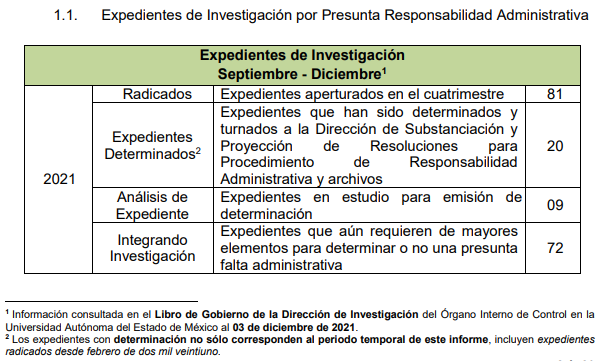 1.1. Expedientes de Investigación por Presunta Responsabilidad Administrativa
Expedientes de Investigación
Septiembre - Diciembre¹
2021
Radicados
Expedientes aperturados en el cuatrimestre
81
Expedientes
Determinados²
Expedientes que han sido determinados y
turnados a la Dirección de Substanciación y
Proyección de Resoluciones para
Procedimiento de Responsabilidad
Administrativa y archivos
20
Análisis de
Expediente
Expedientes en estudio para emisión de
determinación
09
Integrando
Investigación
Expedientes que aún requieren de mayores
elementos para determinar o no una presunta
falta administrativa
72
¹ Información consultada en el Libro de Gobierno de la Dirección de Investigación del Órgano Interno de Control en la
Universidad Autónoma del Estado de México al 03 de diciembre de 2021.
² Los expedientes con determinación no sólo corresponden al periodo temporal de este informe, incluyen expedientes
radicados desde febrero de dos mil veintiuno.